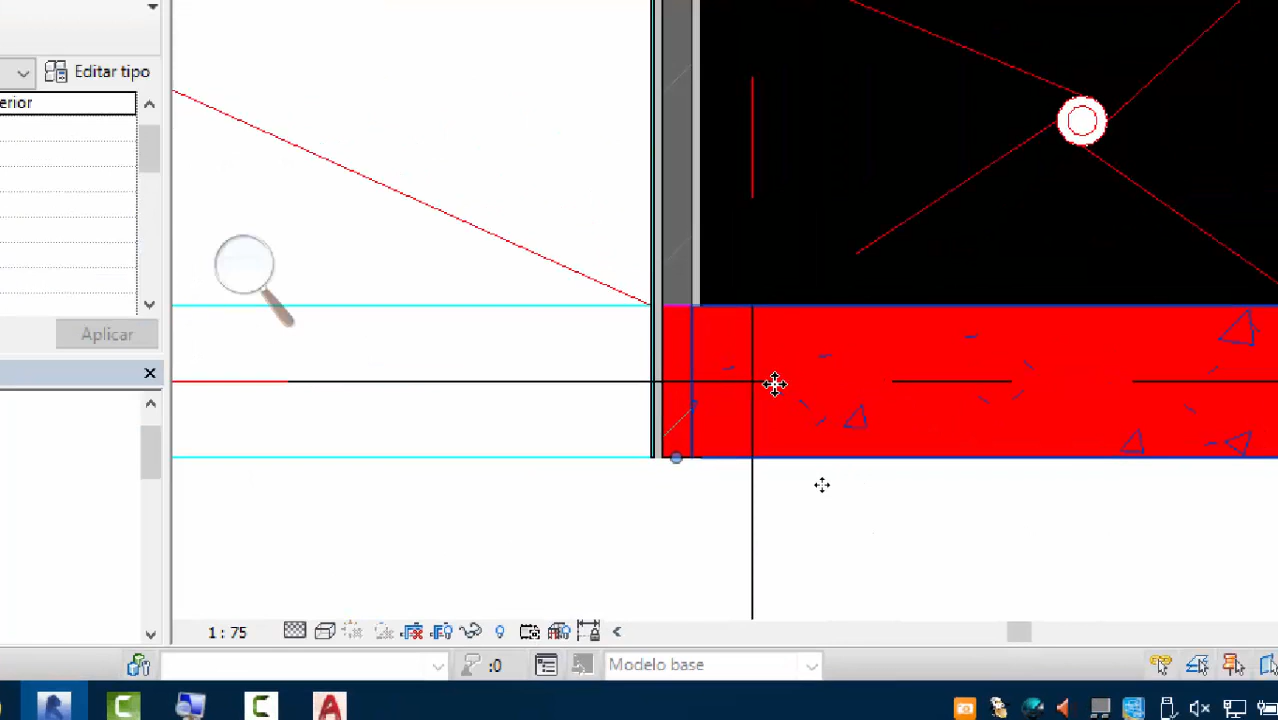 Editar tipo
erior
Aplicar
1 : 75
:0
Modelo base